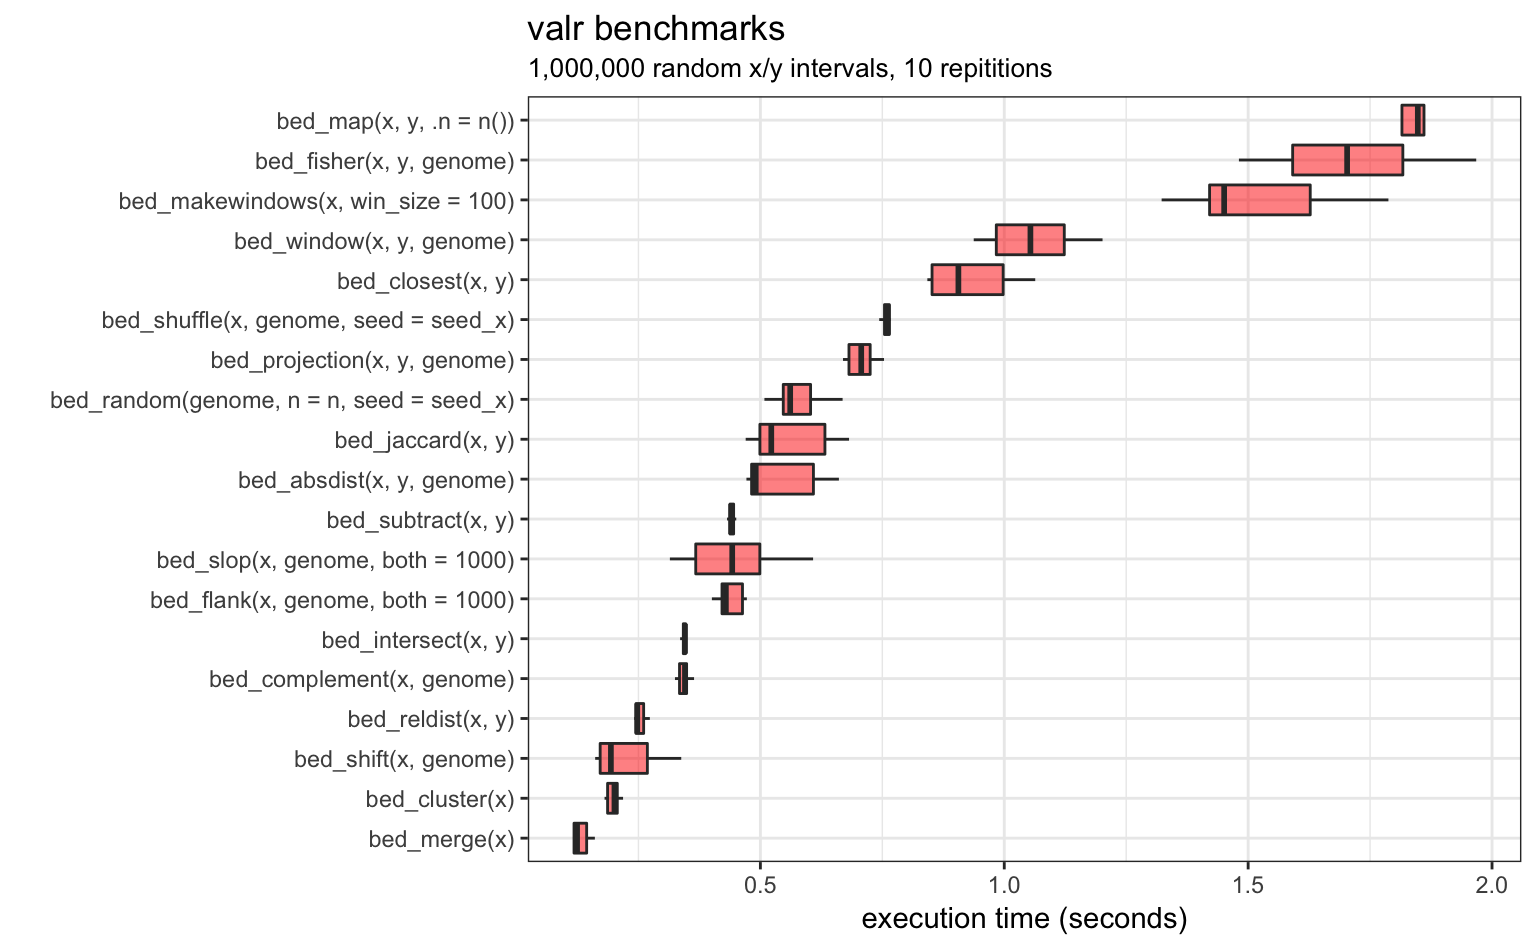 valr benchmarks
1,000,000 random x/y intervals, 10 repititions
bed_map(x, y, .n = n())
bed_fisher(x, y, genome)
bed_makewindows(x, win_size = 100)
bed_window(x, y, genome)
bed_closest(x, y)
bed_shuffle(x, genome, seed = seed_x)
bed_projection(x, y, genome)
bed_random(genome, n = n, seed = seed_x)
bed_jaccard(x, y)
bed_absdist(x, y, genome)
bed_subtract(x, y)
bed_slop(x, genome, both = 1000)
bed_flank(x, genome, both = 1000)
bed_intersect(x, y)
bed_complement(x, genome)
bed_reldist(x, y)
bed_shift(x, genome)
bed_cluster(x)
bed_merge(x)
0.5 1.0 1.5 2.0
execution time (seconds)